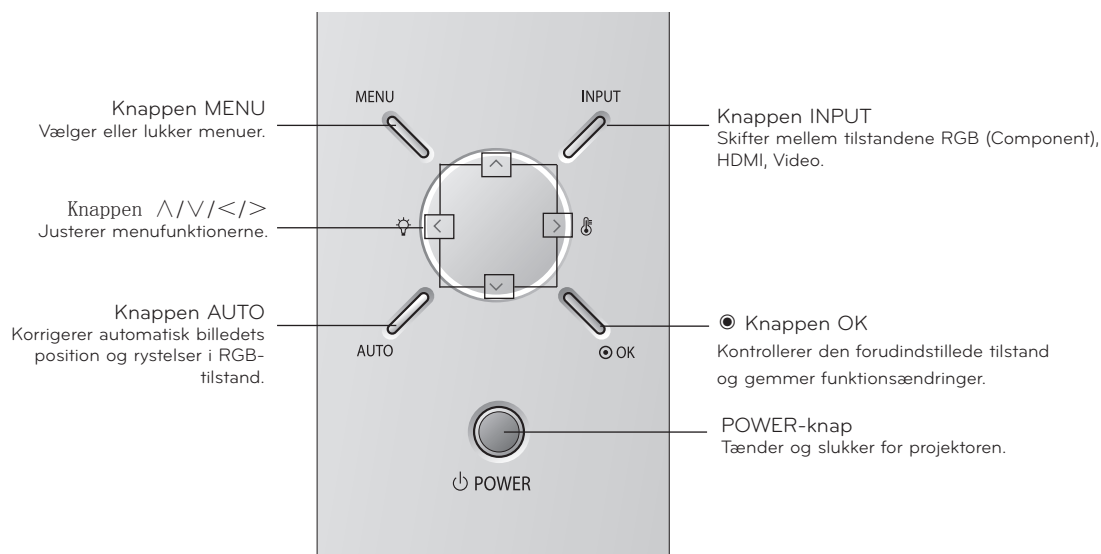 MENU
INPUT
Knappen MENU
Vælger eller lukker menuer.
Knappen INPUT
Skifter mellem tilstandene RGB (Component),
HDMI, Video.
Knappen ∧/∨/</>
Justerer menufunktionerne.
Knappen AUTO
Korrigerer automatisk billedets
position og rystelser i RGB-
tilstand.
AUTO
◉ OK
◉ Knappen OK
Kontrollerer den forudindstillede tilstand
og gemmer funktionsændringer.
POWER-knap
Tænder og slukker for projektoren.
⏻ POWER